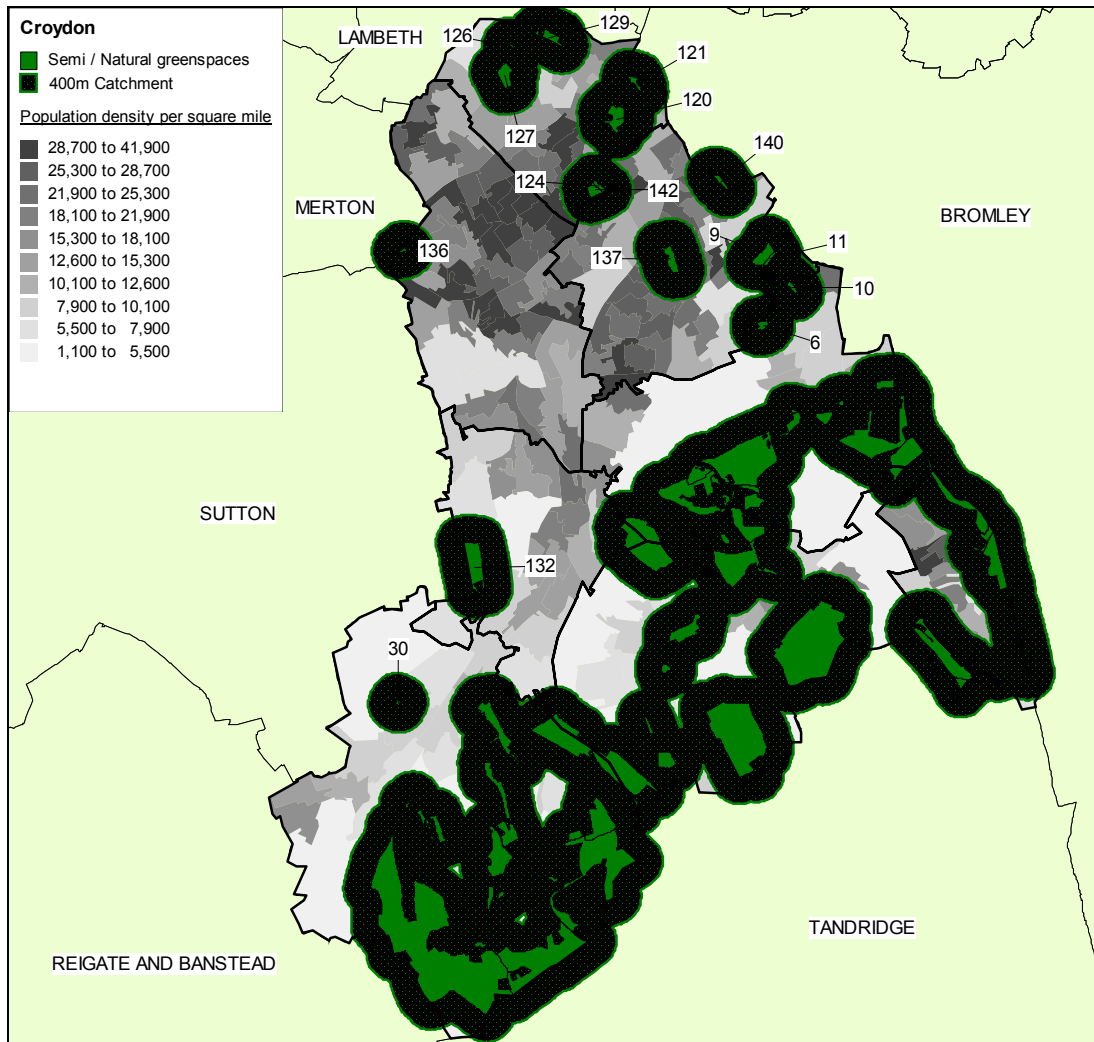 Croydon
Semi / Natural greenspaces
400m Catchment
Population density per square mile
28,700 to 41,900
25,300 to 28,700
21,900 to 25,300
18,100 to 21,900
15,300 to 18,100
12,600 to 15,300
10,100 to 12,600
7,900 to 10,100
5,500 to 7,900
1,100 to 5,500
LAMBETH
126
129
121
120
127
140
124
142
MERTON
BROMLEY
9
11
136
137
10
6
SUTTON
132
30
TANDRIDGE
REIGATE AND BANSTEAD